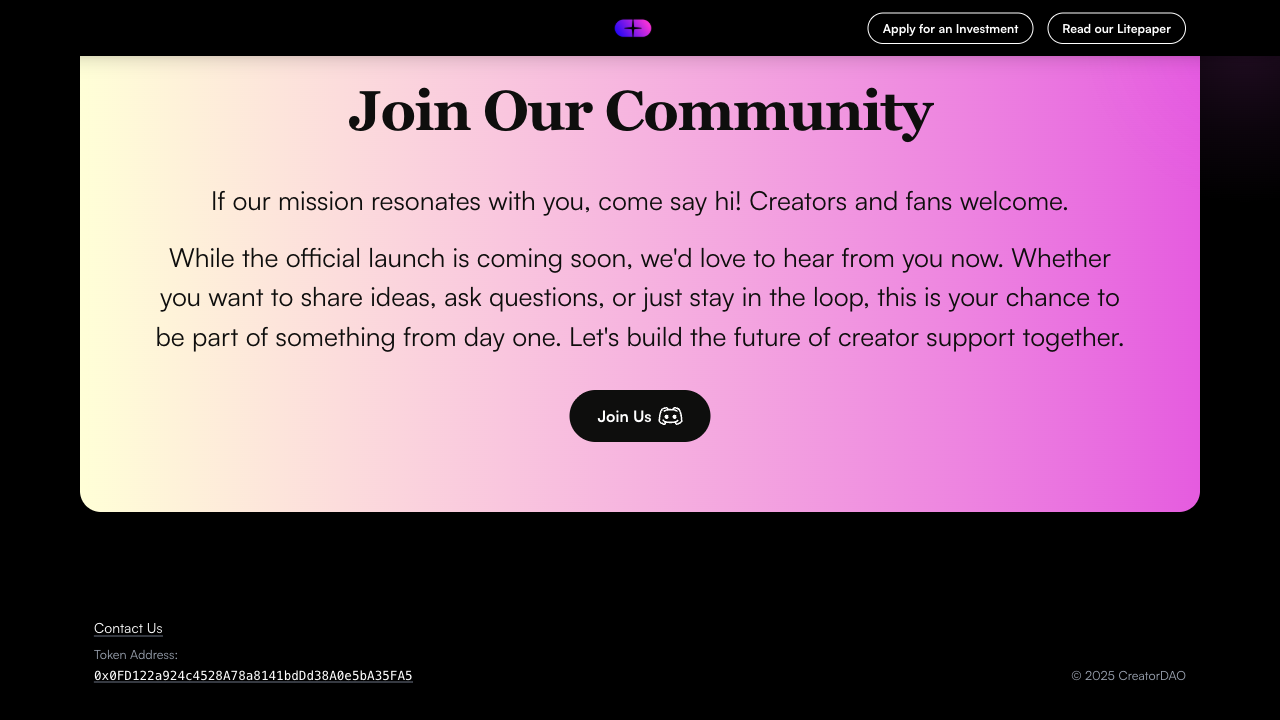 Apply for an Investment
Read our Litepaper
Join Our Community
If our mission resonates with you, come say hi! Creators and fans welcome.
While the official launch is coming soon, we'd love to hear from you now. Whether
you want to share ideas, ask questions, or just stay in the loop, this is your chance to
be part of something from day one. Let's build the future of creator support together.
Join Us
Contact Us
Token Address:
0x0FD122a924c4528A78a8141bdDd38A0e5bA35FA5
© 2025 CreatorDAO